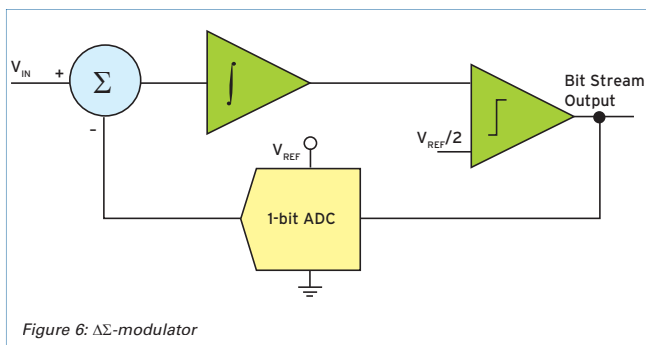 V_IN
+
Σ
-
∫
V_REF
1-bit ADC
V_REF/2
Bit Stream
Output
Figure 6: ΔΣ-modulator